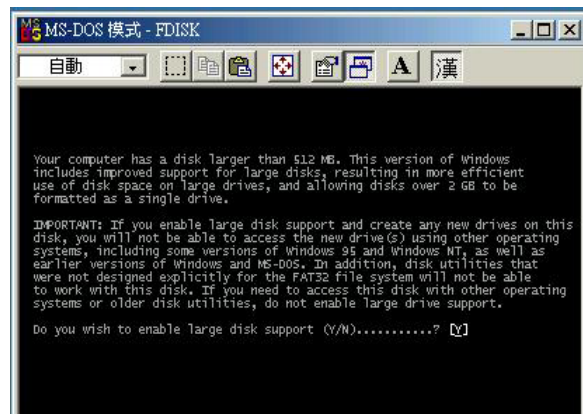 MS-DOS 模式 - FDISK
自動
A 漢
Your computer has a disk larger than 512 MB. This version of Windows
includes improved support for large disks, resulting in more efficient
use of disk space on large drives, and allowing disks over 2 GB to be
formatted as a single drive.
IMPORTANT: If you enable large disk support and create any new drives on this
disk, you will not be able to access the new drive(s) using other operating
systems, including some versions of Windows 95 and Windows NT, as well as
earlier versions of Windows and MS-DOS. In addition, disk utilities that
were not designed explicitly for the FAT32 file system will not be able
to work with this disk. If you need to access this disk with other operating
systems or older disk utilities, do not enable large drive support.
Do you wish to enable large disk support (Y/N)...........? [Y]